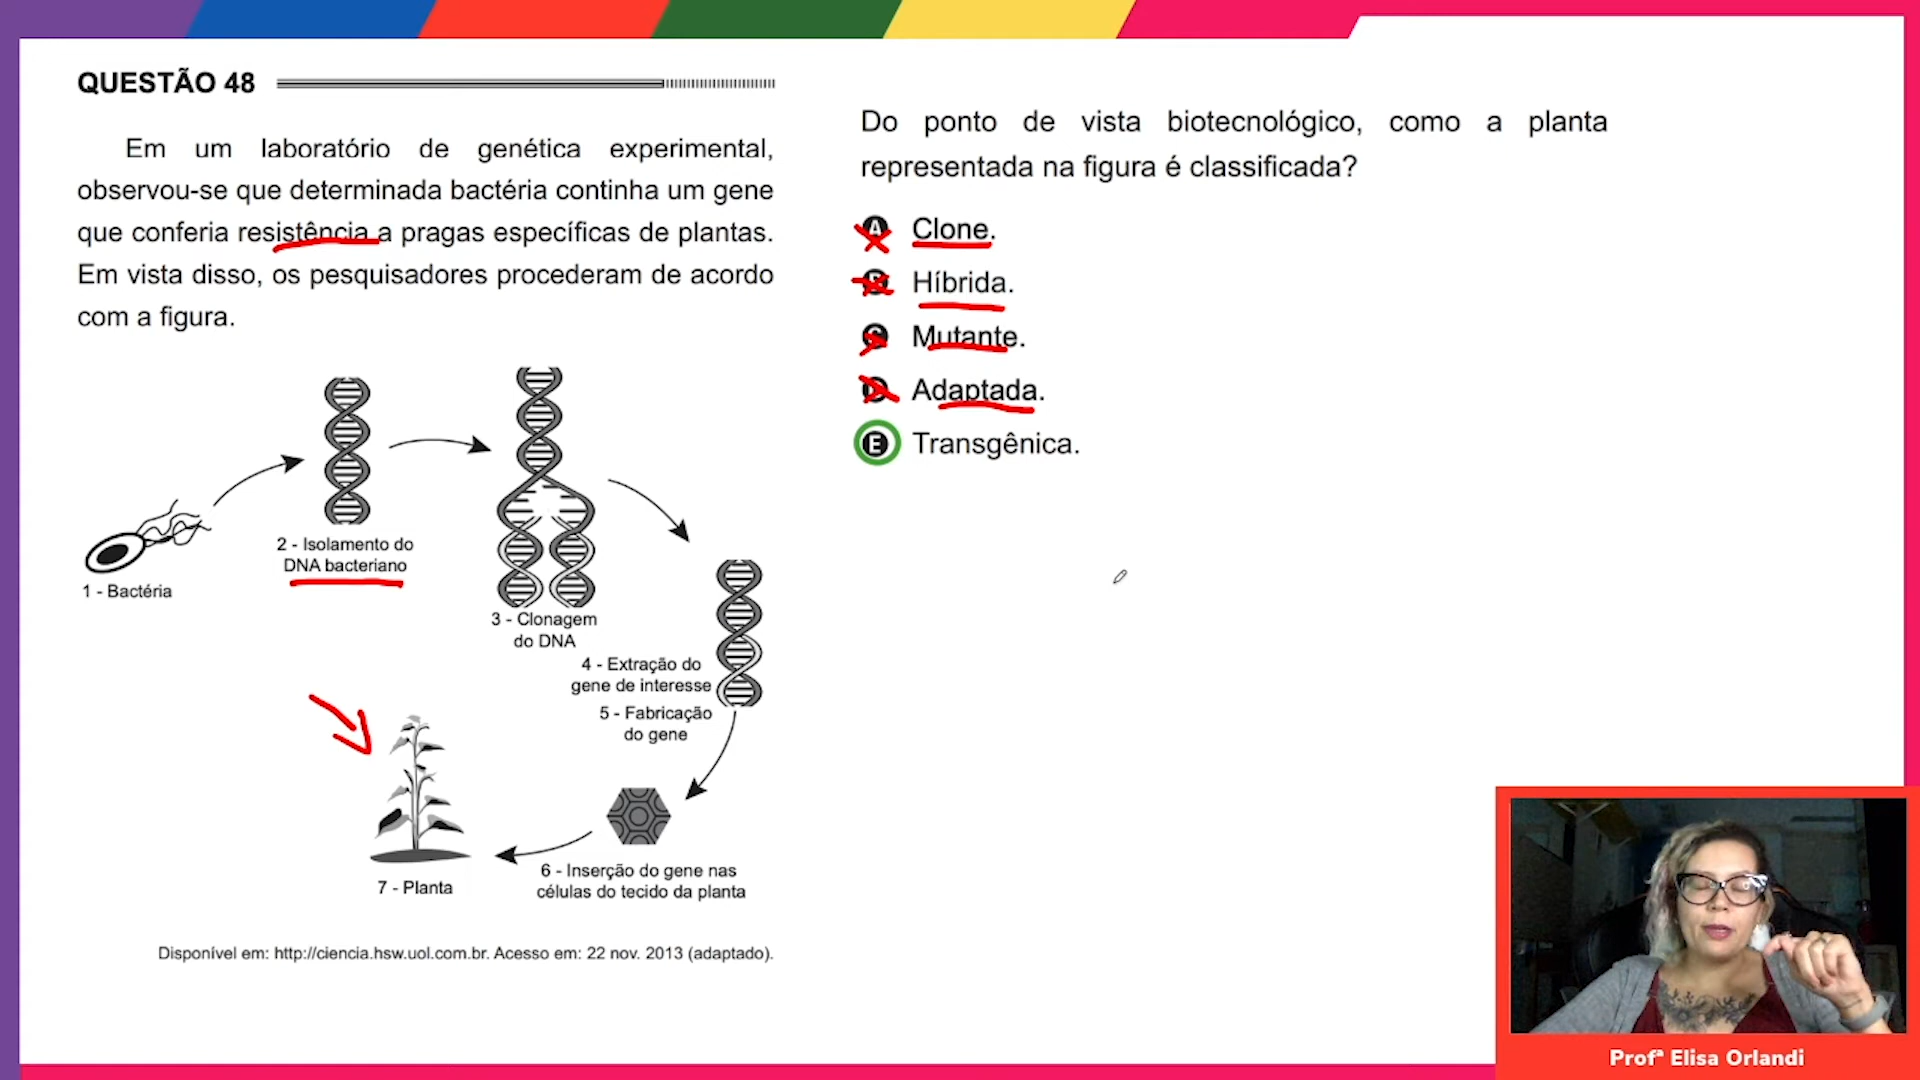 QUESTÃO 48
Em um laboratório de genética experimental,
observou-se que determinada bactéria continha um gene
que conferia resistência a pragas específicas de plantas.
Em vista disso, os pesquisadores procederam de acordo
com a figura.
1 - Bactéria
2 - Isolamento do
DNA bacteriano
3 - Clonagem
do DNA
4 - Extração do
gene de interesse
5 - Fabricação
do gene
6 - Inserção do gene nas
células do tecido da planta
7 - Planta
Disponível em: http://ciencia.hsw.uol.com.br. Acesso em: 22 nov. 2013 (adaptado).
Do ponto de vista biotecnológico, como a planta
representada na figura é classificada?
A Clone.
B Híbrida.
C Mutante.
D Adaptada.
E Transgênica.
Profª Elisa Orlandi